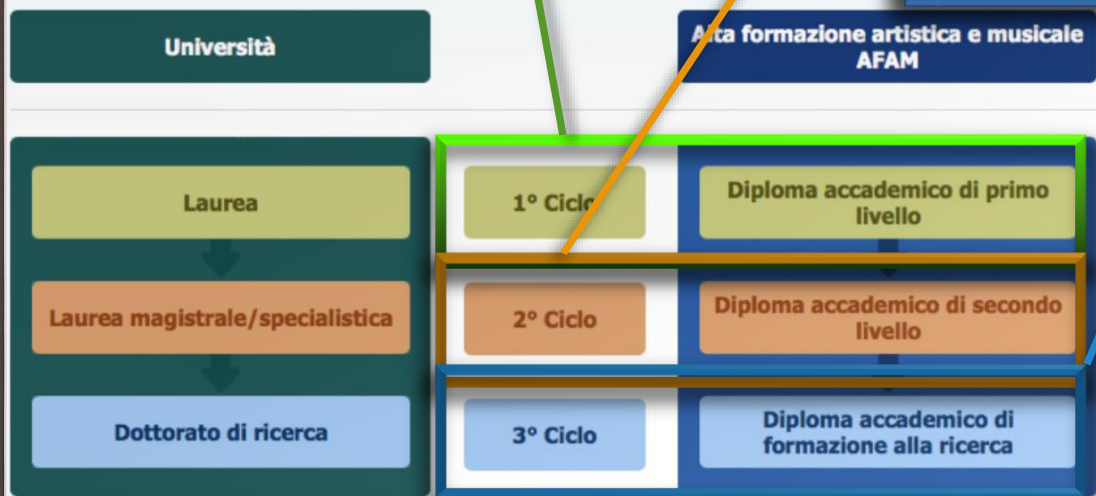 Università
Alta formazione artistica e musicale
AFAM
Laurea
1° Ciclo
Diploma accademico di primo
livello
Laurea magistrale/specialistica
2° Ciclo
Diploma accademico di secondo
livello
Dottorato di ricerca
3° Ciclo
Diploma accademico di
formazione alla ricerca